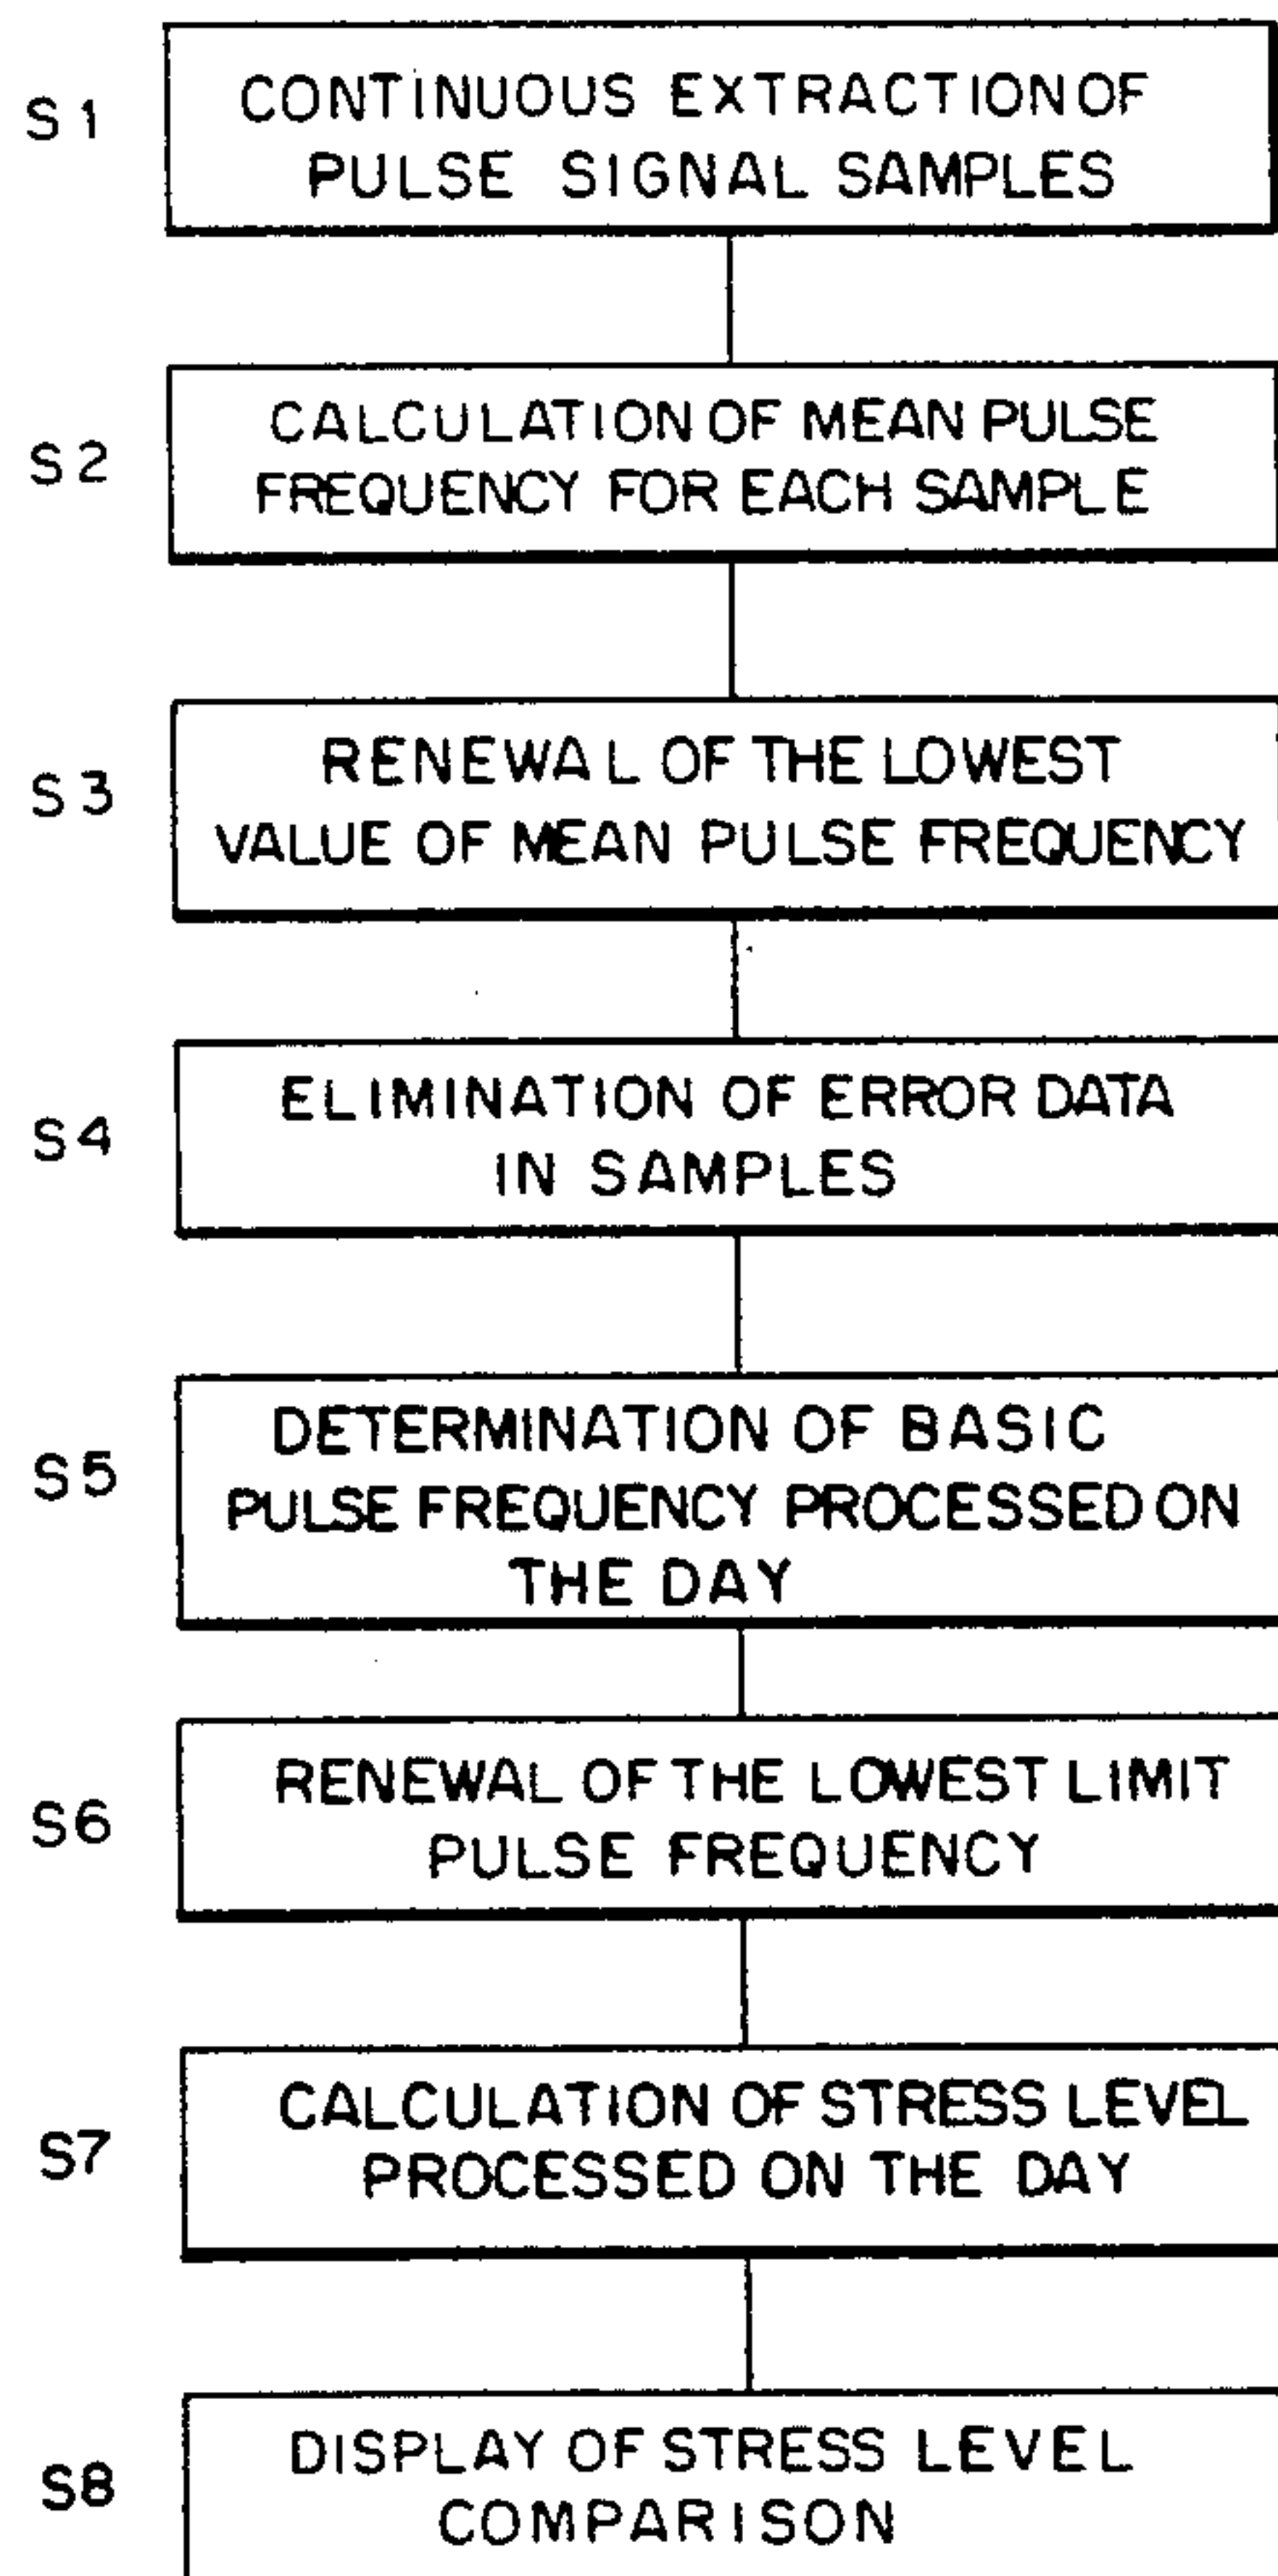 S1
CONTINUOUS EXTRACTION OF
PULSE SIGNAL SAMPLES
S2
CALCULATION OF MEAN PULSE
FREQUENCY FOR EACH SAMPLE
S3
RENEWAL OF THE LOWEST
VALUE OF MEAN PULSE FREQUENCY
S4
ELIMINATION OF ERROR DATA
IN SAMPLES
S5
DETERMINATION OF BASIC
PULSE FREQUENCY PROCESSED ON
THE DAY
S6
RENEWAL OF THE LOWEST LIMIT
PULSE FREQUENCY
S7
CALCULATION OF STRESS LEVEL
PROCESSED ON THE DAY
S8
DISPLAY OF STRESS LEVEL
COMPARISON